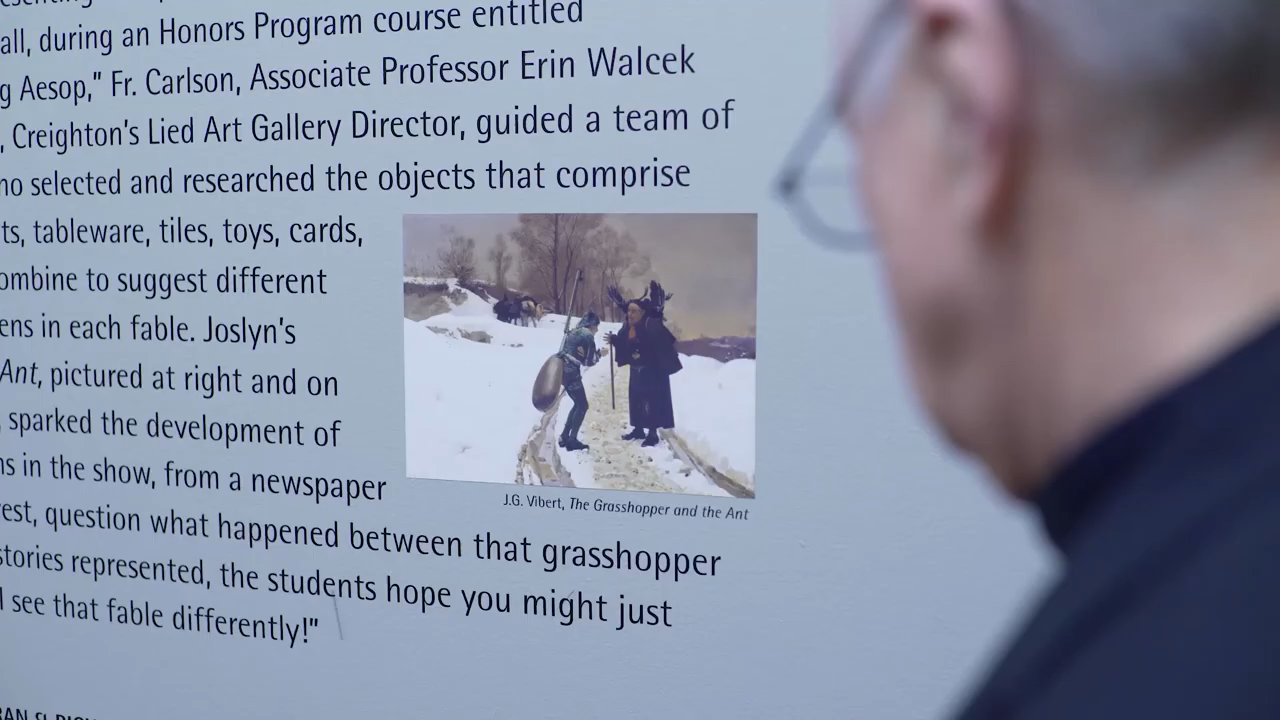 all, during an Honors Program course entitled
g Aesop," Fr. Carlson, Associate Professor Erin Walcek
, Creighton's Lied Art Gallery Director, guided a team of
ho selected and researched the objects that comprise
ts, tableware, tiles, toys, cards,
ombine to suggest different
ens in each fable. Joslyn's
Ant, pictured at right and on
, sparked the development of
ns in the show, from a newspaper
rest, question what happened between that grasshopper
stories represented, the students hope you might just
l see that fable differently!"
J.G. Vibert, The Grasshopper and the Ant